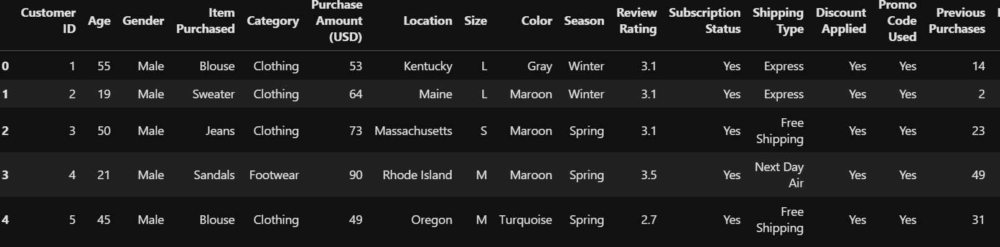 Customer ID Age Gender Item Purchased Category Purchase Amount (USD) Location Size Color Season Review Rating Subscription Status Shipping Type Discount Applied Promo Code Used Previous Purchases
0 1 55 Male Blouse Clothing 53 Kentucky L Gray Winter 3.1 Yes Express Yes Yes 14
1 2 19 Male Sweater Clothing 64 Maine L Maroon Winter 3.1 Yes Express Yes Yes 2
2 3 50 Male Jeans Clothing 73 Massachusetts S Maroon Spring 3.1 Yes Free Shipping Yes Yes 23
3 4 21 Male Sandals Footwear 90 Rhode Island M Maroon Spring 3.5 Yes Next Day Air Yes Yes 49
4 5 45 Male Blouse Clothing 49 Oregon M Turquoise Spring 2.7 Yes Free Shipping Yes Yes 31